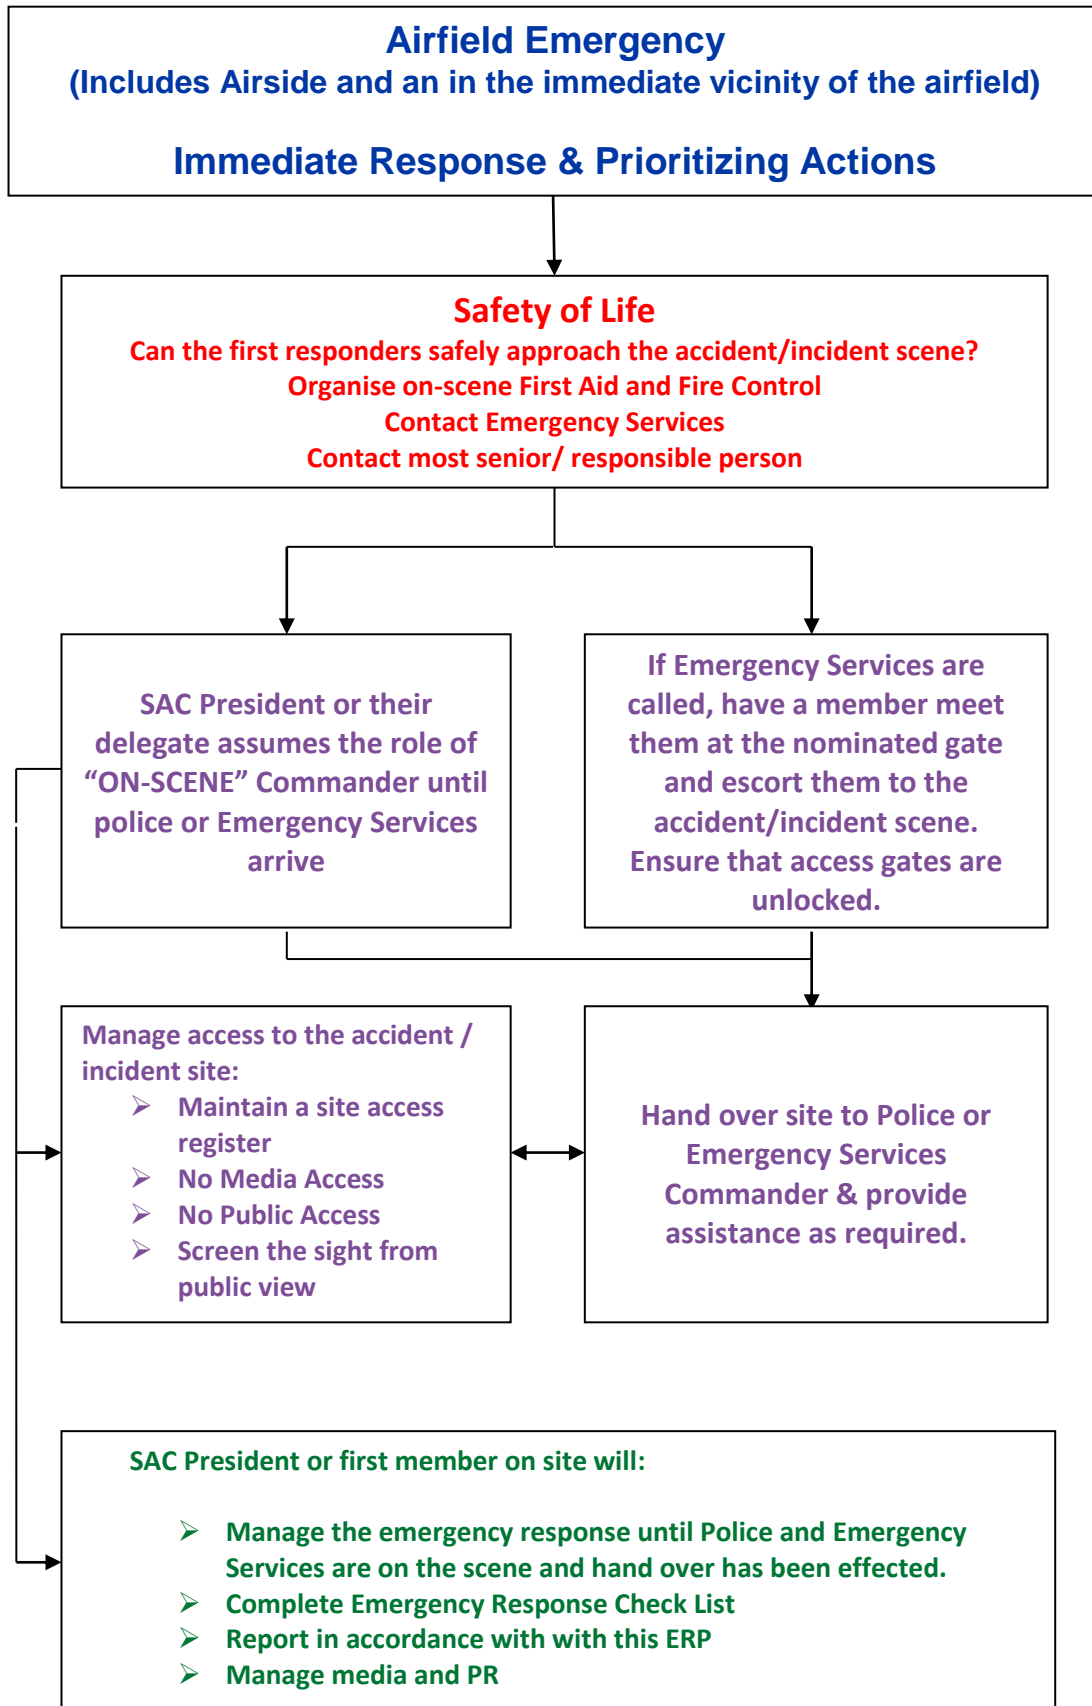 Airfield Emergency
(Includes Airside and an in the immediate vicinity of the airfield)
Immediate Response & Prioritizing Actions
Safety of Life
Can the first responders safely approach the accident/incident scene?
Organise on-scene First Aid and Fire Control
Contact Emergency Services
Contact most senior/ responsible person
SAC President or their
delegate assumes the role of
“ON-SCENE” Commander until
police or Emergency Services
arrive
If Emergency Services are
called, have a member meet
them at the nominated gate
and escort them to the
accident/incident scene.
Ensure that access gates are
unlocked.
Manage access to the accident /
incident site:
➢ Maintain a site access
register
➢ No Media Access
➢ No Public Access
➢ Screen the sight from
public view
Hand over site to Police or
Emergency Services
Commander & provide
assistance as required.
SAC President or first member on site will:
➢ Manage the emergency response until Police and Emergency
Services are on the scene and hand over has been effected.
➢ Complete Emergency Response Check List
➢ Report in accordance with with this ERP
➢ Manage media and PR